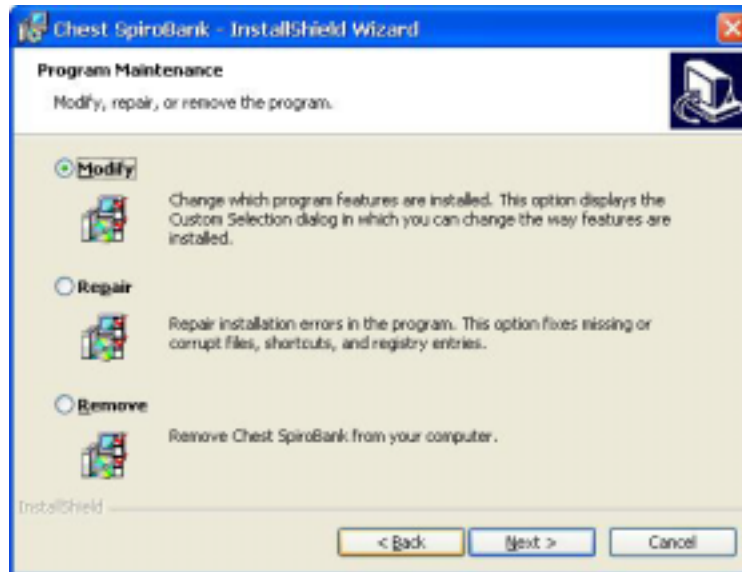 Chest SpiroBank - InstallShield Wizard
Program Maintenance
Modify, repair, or remove the program.
Modify
Change which program features are installed. This option displays the
Custom Selection dialog in which you can change the way features are
installed.
Repair
Repair installation errors in the program. This option fixes missing or
corrupt files, shortcuts, and registry entries.
Remove
Remove Chest SpiroBank from your computer.
InstallShield
< Back
Next >
Cancel